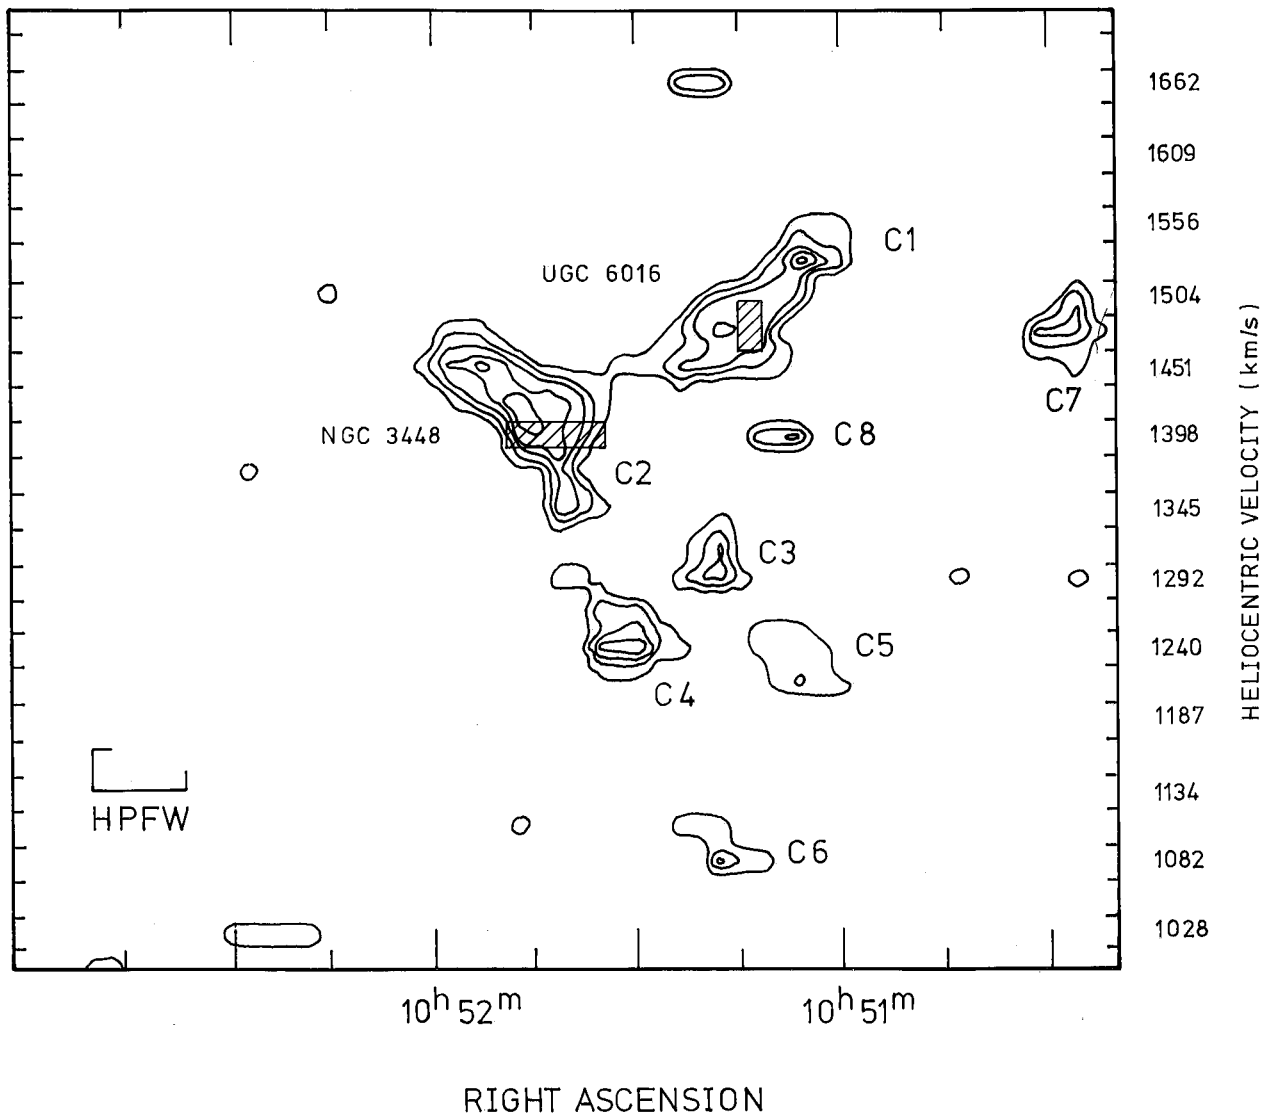 1662
1609
1556
C1
UGC 6016
1504
1451
C7
NGC 3448
C8
1398
C2
1345
C3
1292
C5
1240
C4
1187
HPFW
1134
C6
1082
1028
HELIOCENTRIC VELOCITY (km/s)
10h 52m
10h 51m
RIGHT ASCENSION